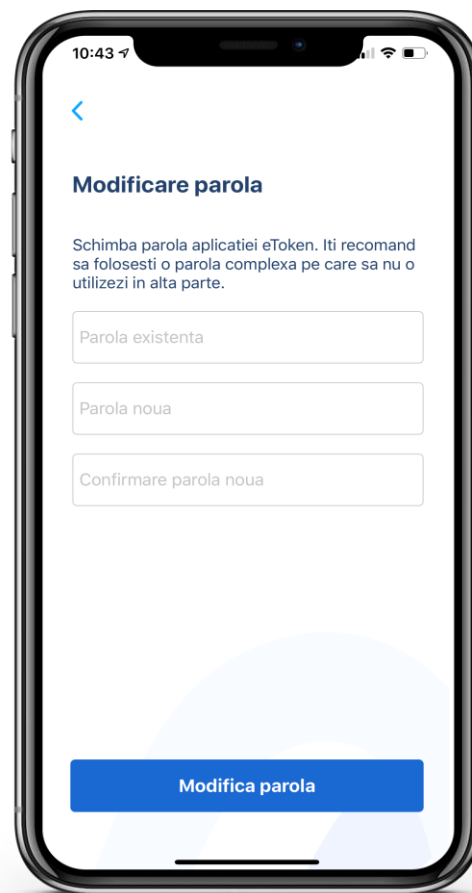 10:43
Modificare parola
Schimba parola aplicatiei eToken. Iti recomand
sa folosesti o parola complexa pe care sa nu o
utilizezi in alta parte.
Parola existenta
Parola noua
Confirmare parola noua
Modifica parola